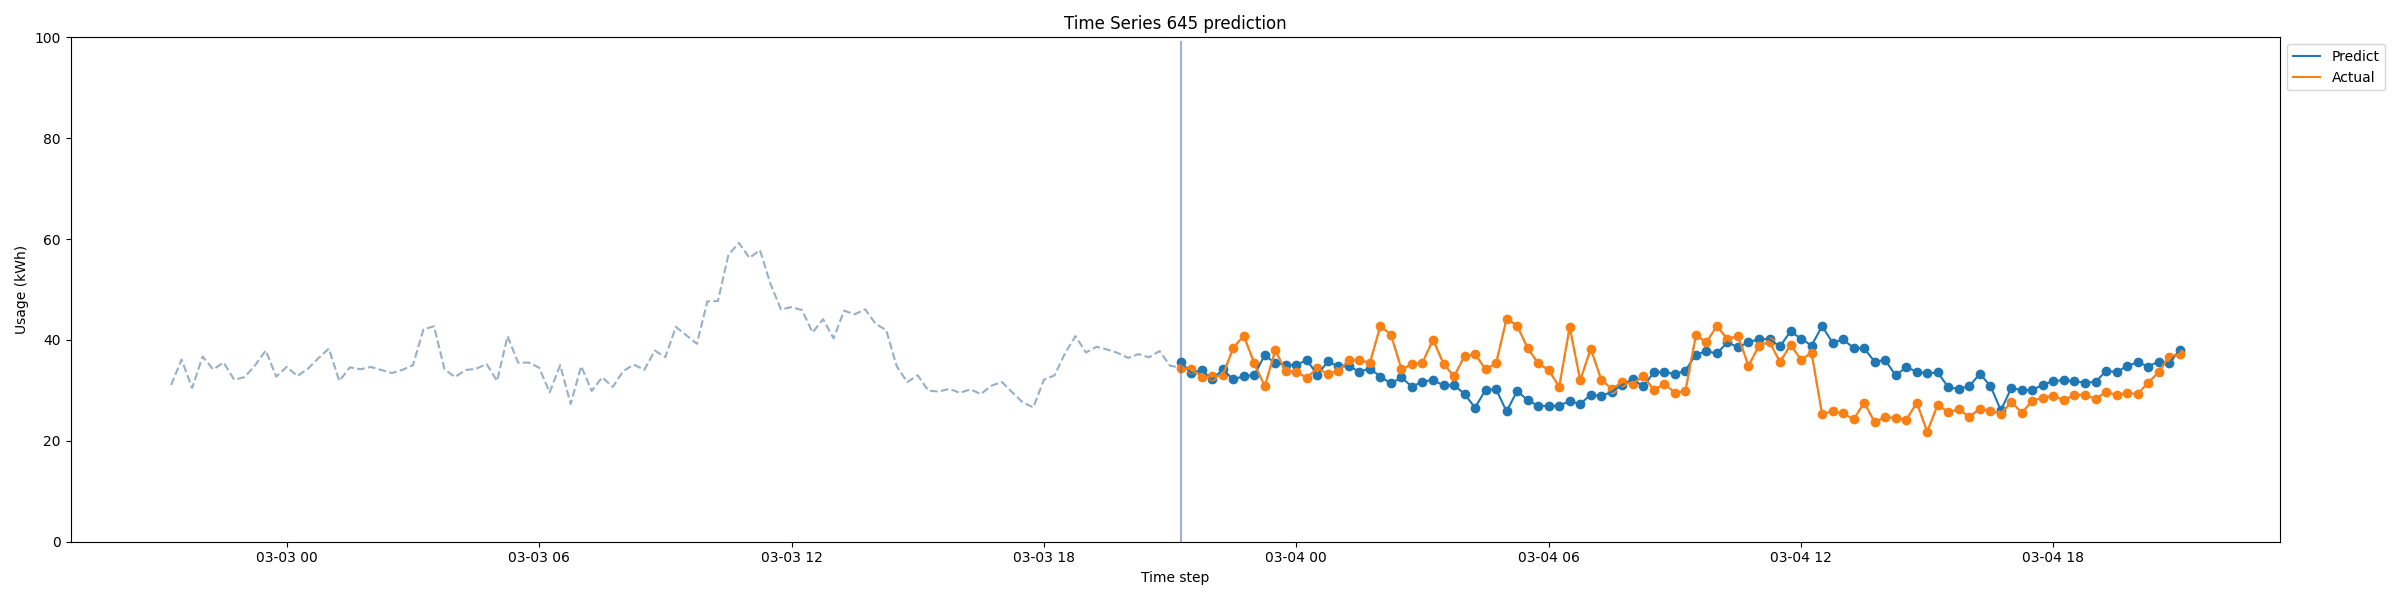 Time Series 645 prediction
100
80
60
40
20
0
Usage (kWh)
03-03 00
03-03 06
03-03 12
03-03 18
03-04 00
03-04 06
03-04 12
03-04 18
Time step
Predict
Actual